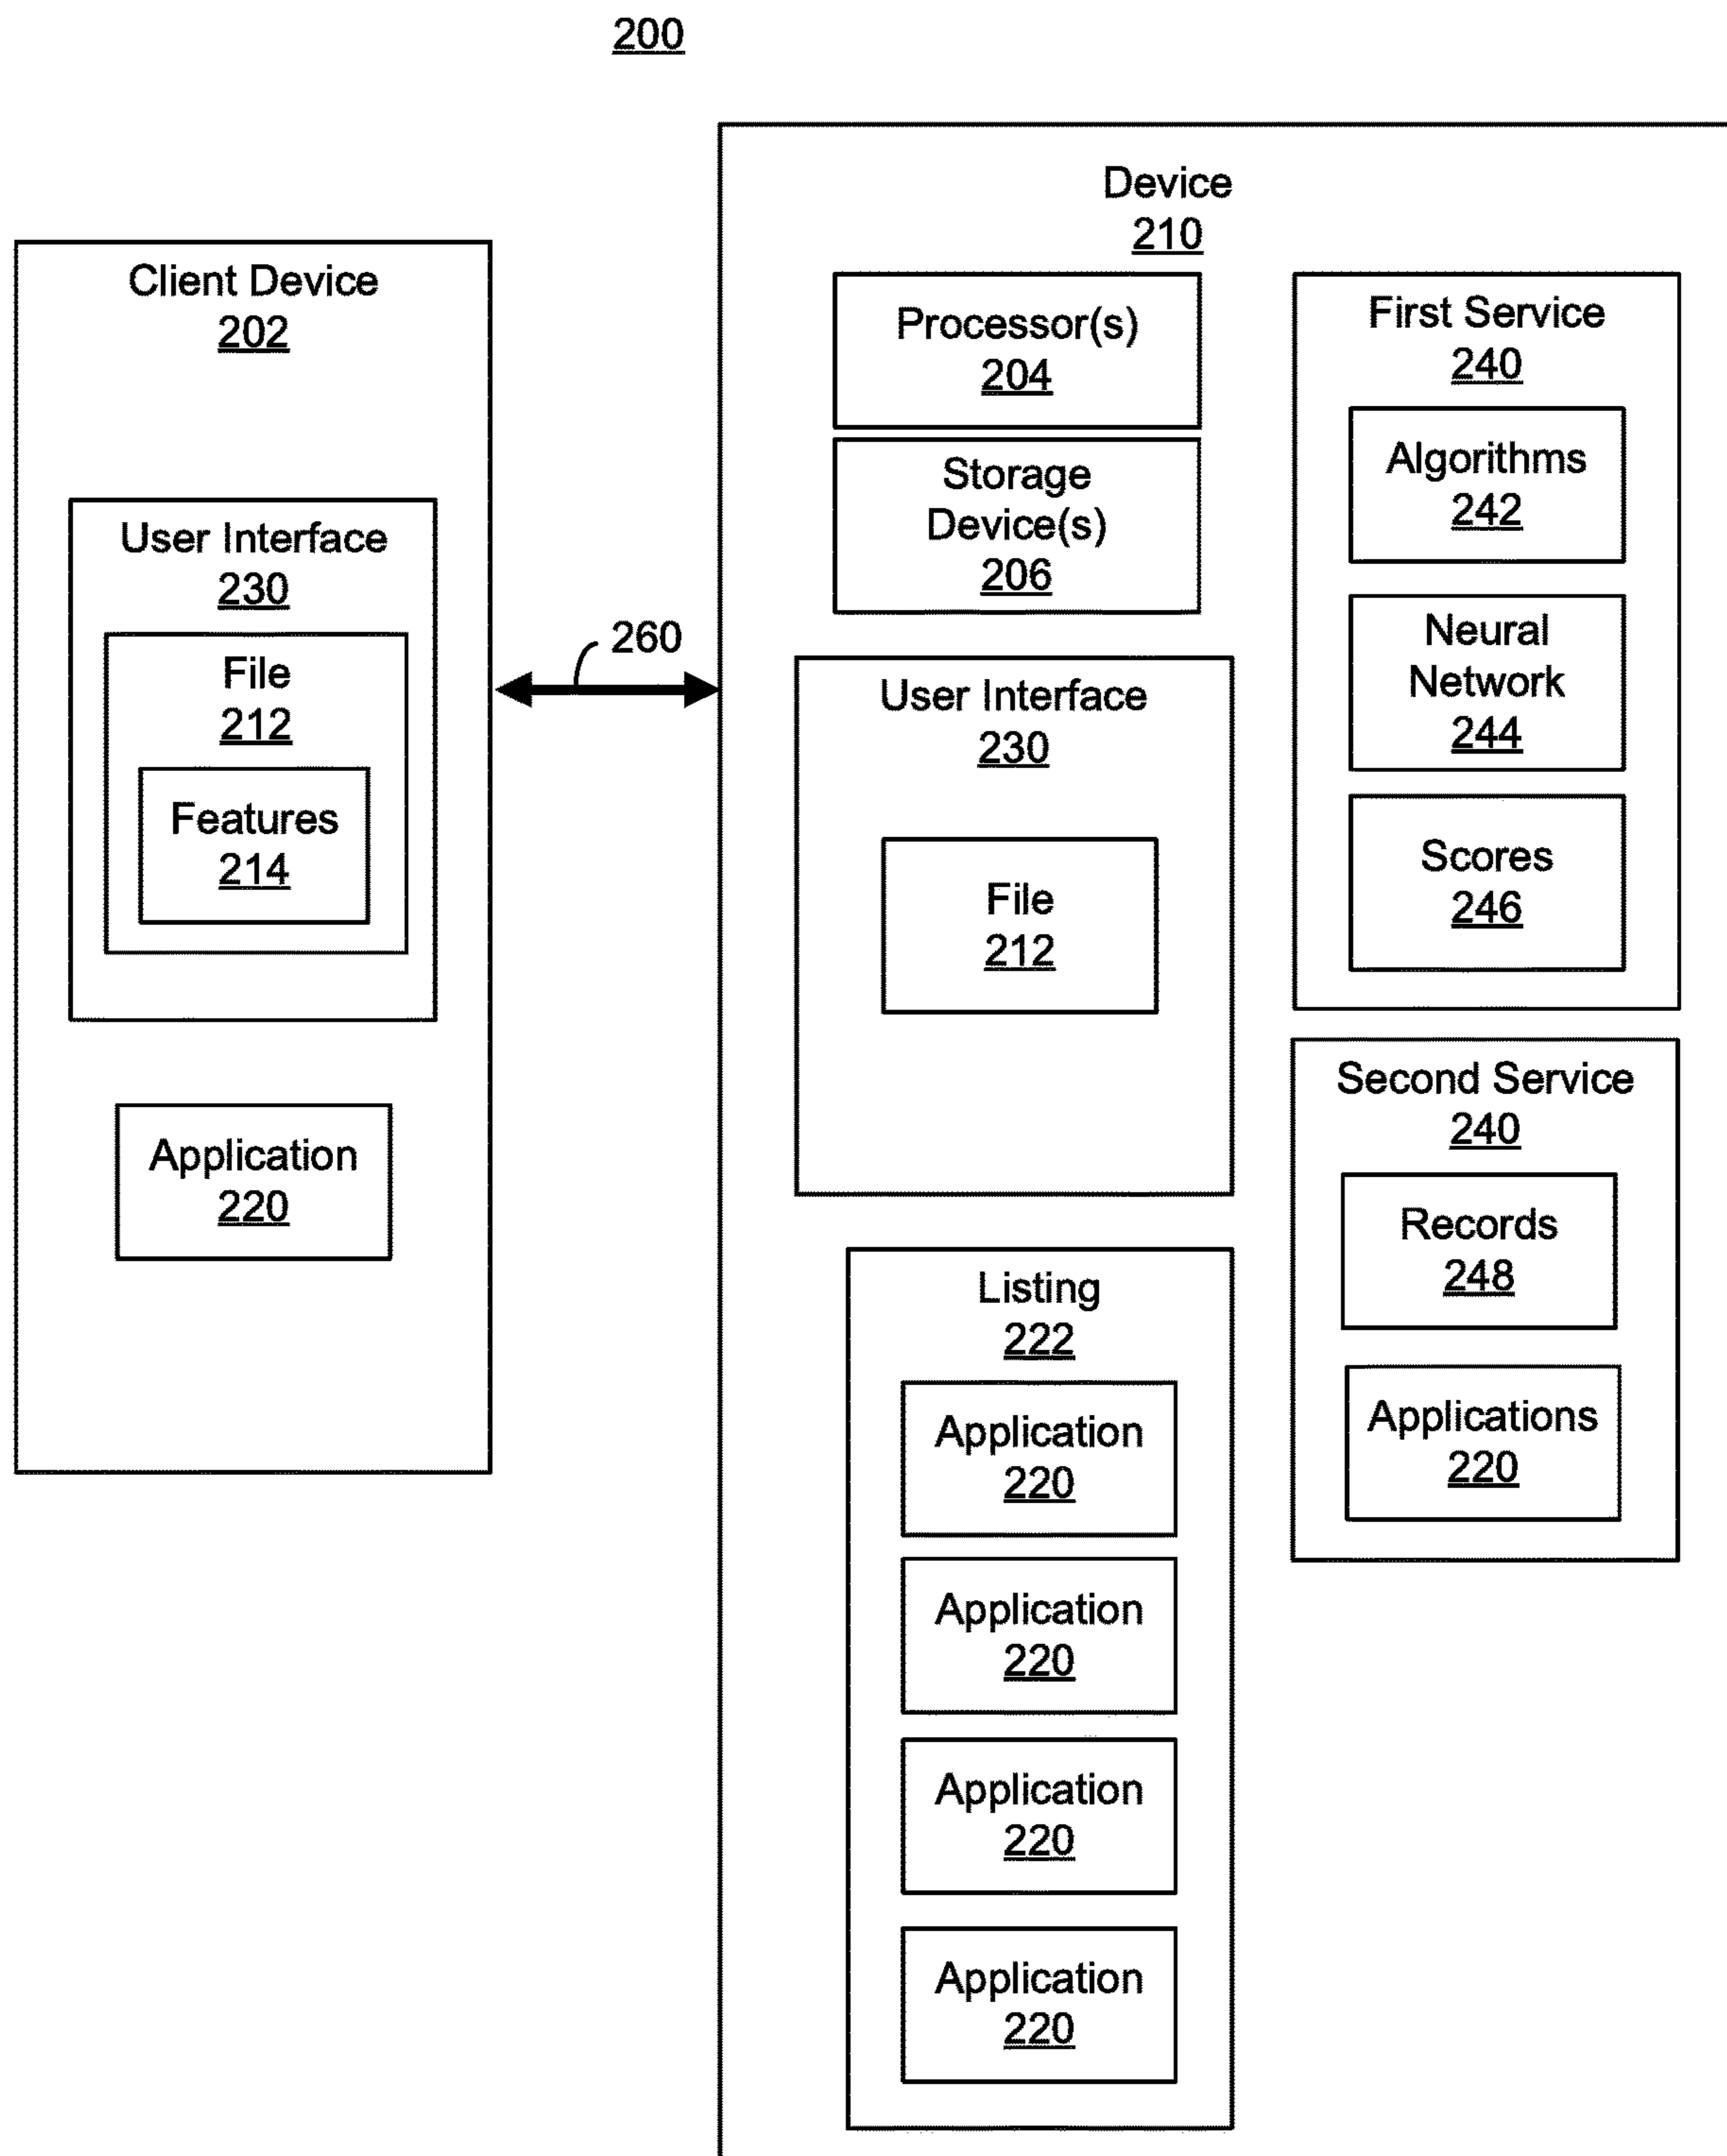 200
Client Device
202
User Interface
230
File
212
Features
214
Application
220
260
Device
210
Processor(s)
204
Storage
Device(s)
206
User Interface
230
File
212
Listing
222
Application
220
Application
220
Application
220
Application
220
First Service
240
Algorithms
242
Neural
Network
244
Scores
246
Second Service
240
Records
248
Applications
220